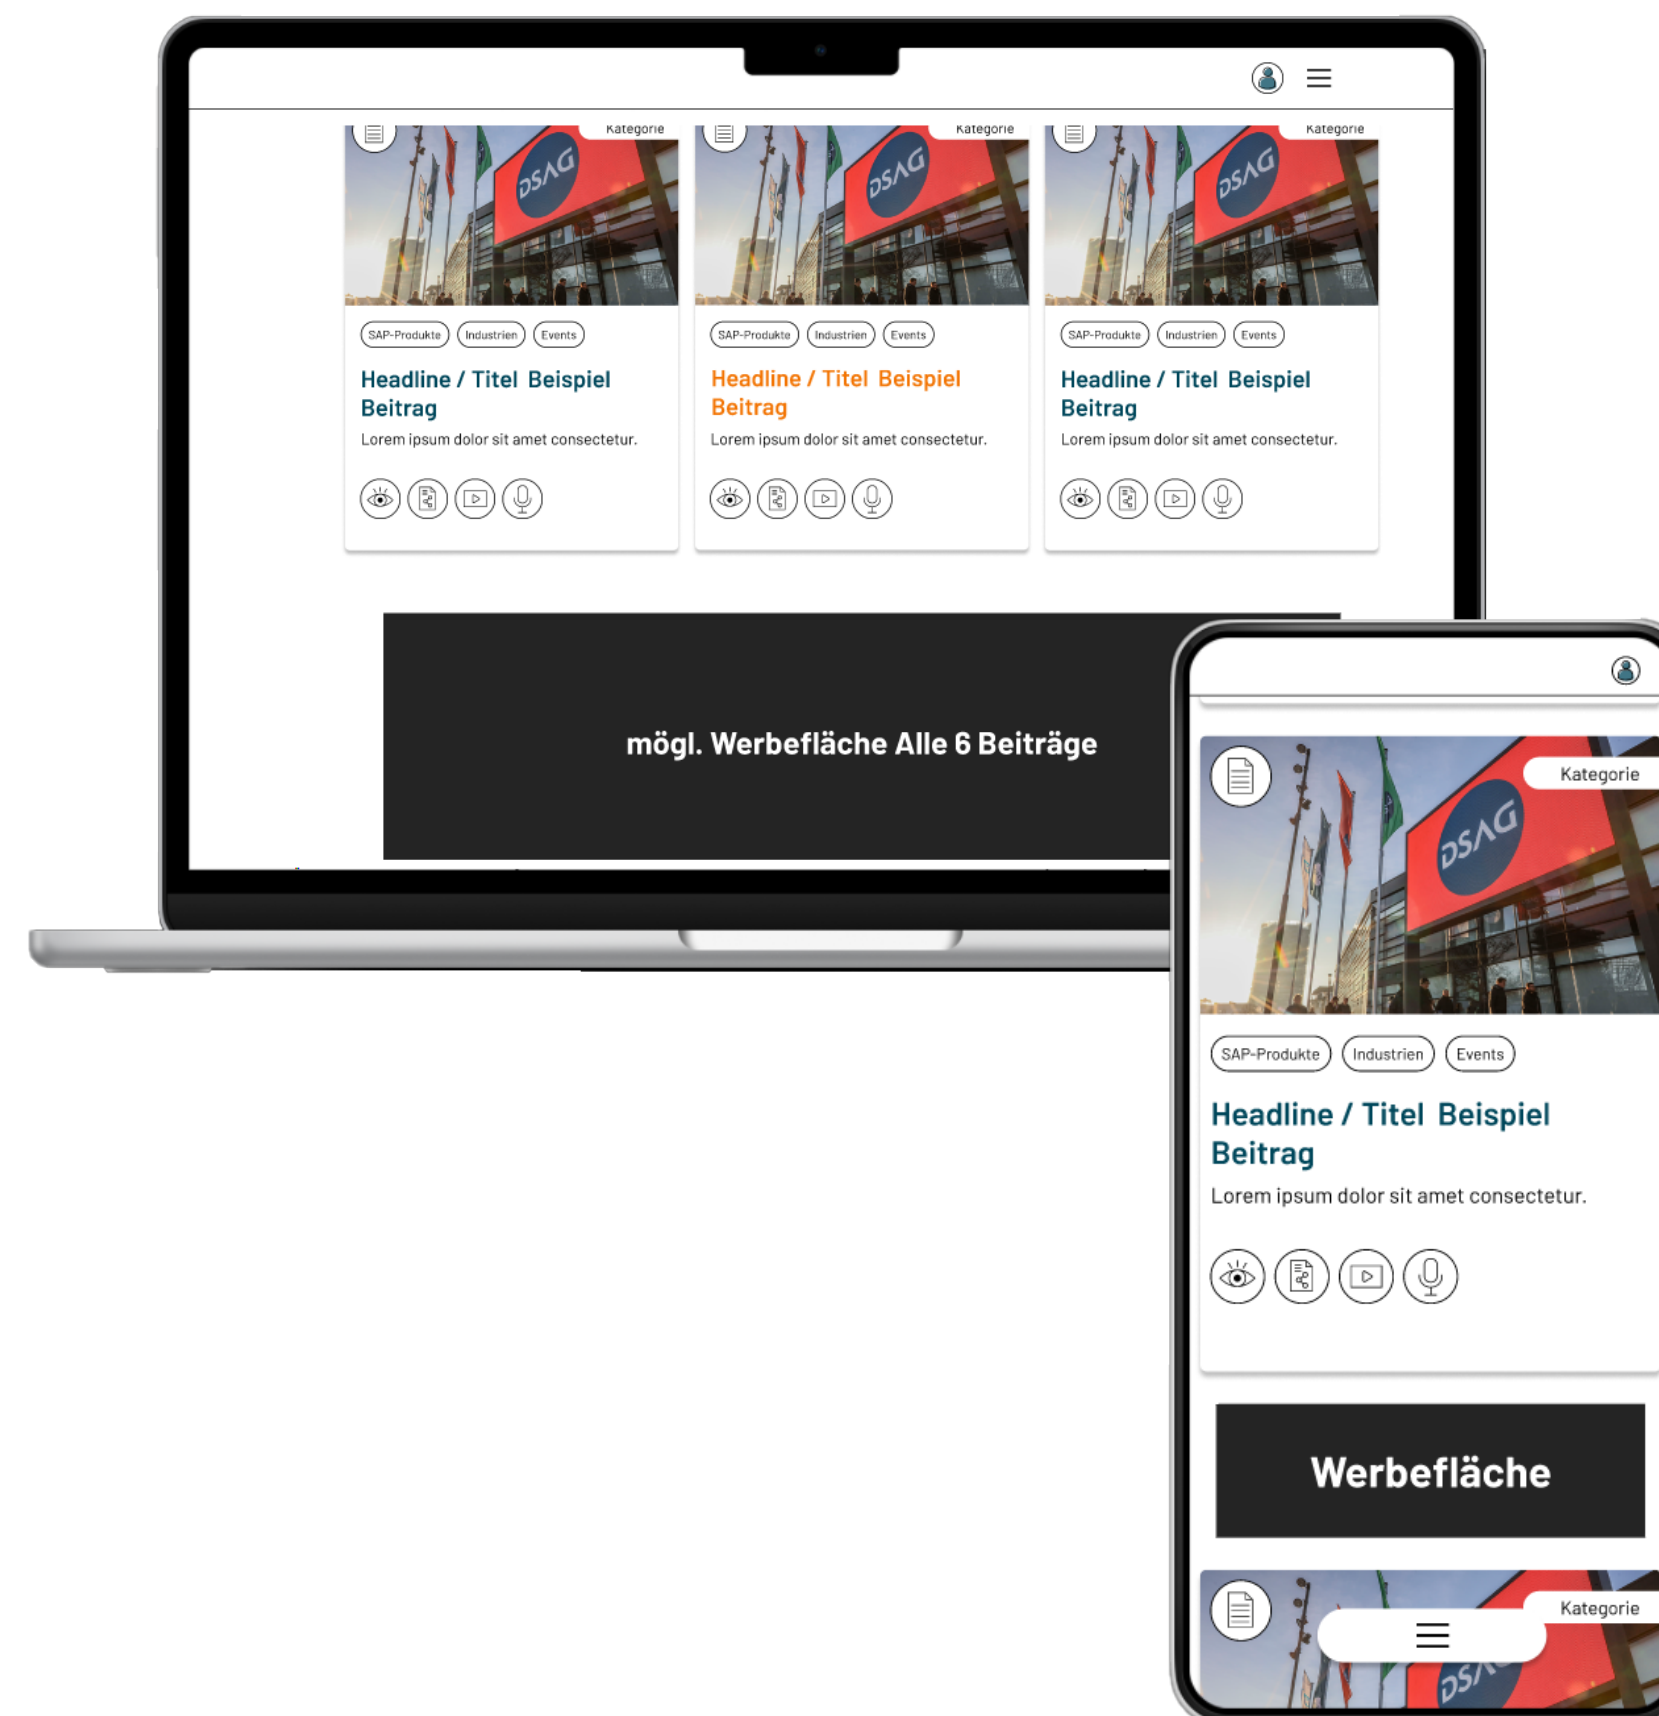 Kategorie
Kategorie
Kategorie
DSAG
DSAG
DSAG
SAP-Produkte Industrien Events
SAP-Produkte Industrien Events
SAP-Produkte Industrien Events
Headline / Titel Beispiel
Beitrag
Headline / Titel Beispiel
Beitrag
Headline / Titel Beispiel
Beitrag
Lorem ipsum dolor sit amet consectetur.
Lorem ipsum dolor sit amet consectetur.
Lorem ipsum dolor sit amet consectetur.
mögl. Werbefläche Alle 6 Beiträge
Kategorie
DSAG
SAP-Produkte Industrien Events
Headline / Titel Beispiel
Beitrag
Lorem ipsum dolor sit amet consectetur.
Werbefläche
Kategorie